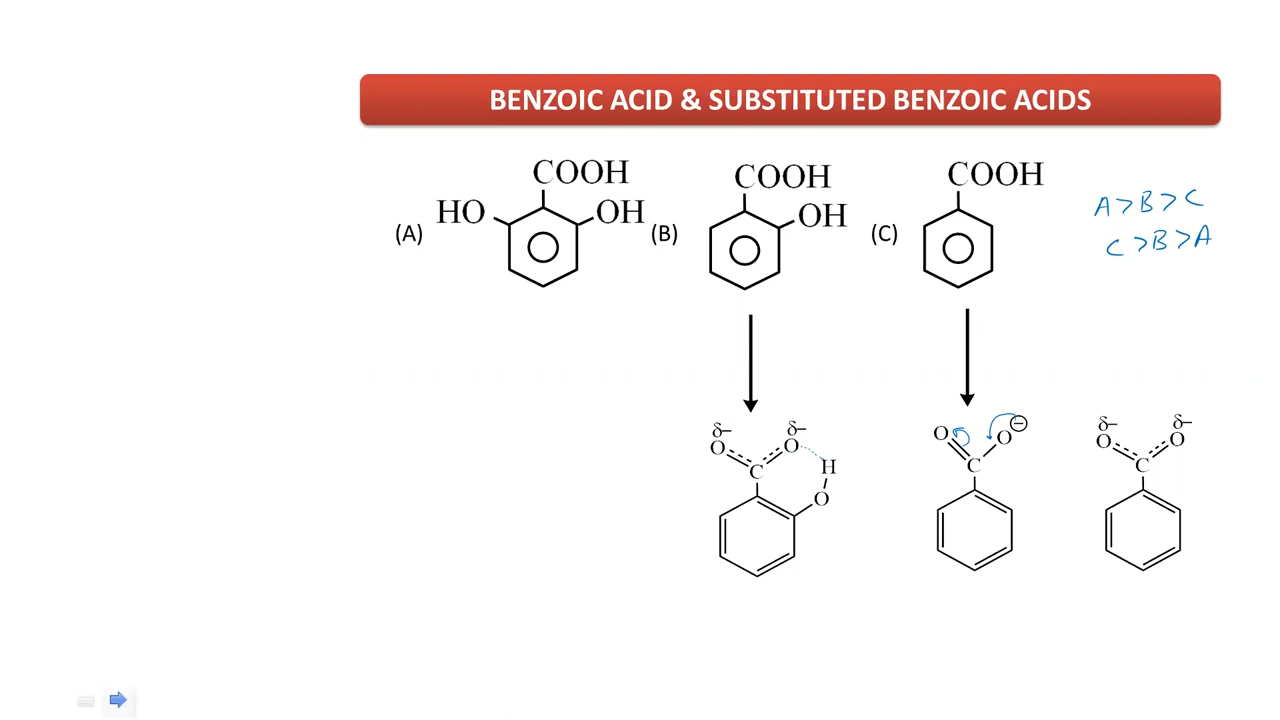 BENZOIC ACID & SUBSTITUTED BENZOIC ACIDS
(A) HO COOH OH
(B) COOH OH
(C) COOH
A > B > C
C > B > A
δ– O C O δ– H O
O C O –
δ– O C O δ–